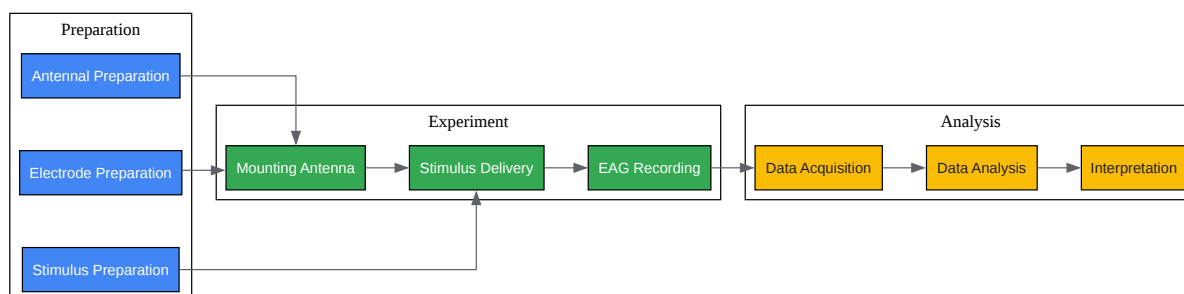 Preparation
Antennal Preparation
Electrode Preparation
Stimulus Preparation
Experiment
Mounting Antenna
Stimulus Delivery
EAG Recording
Analysis
Data Acquisition
Data Analysis
Interpretation